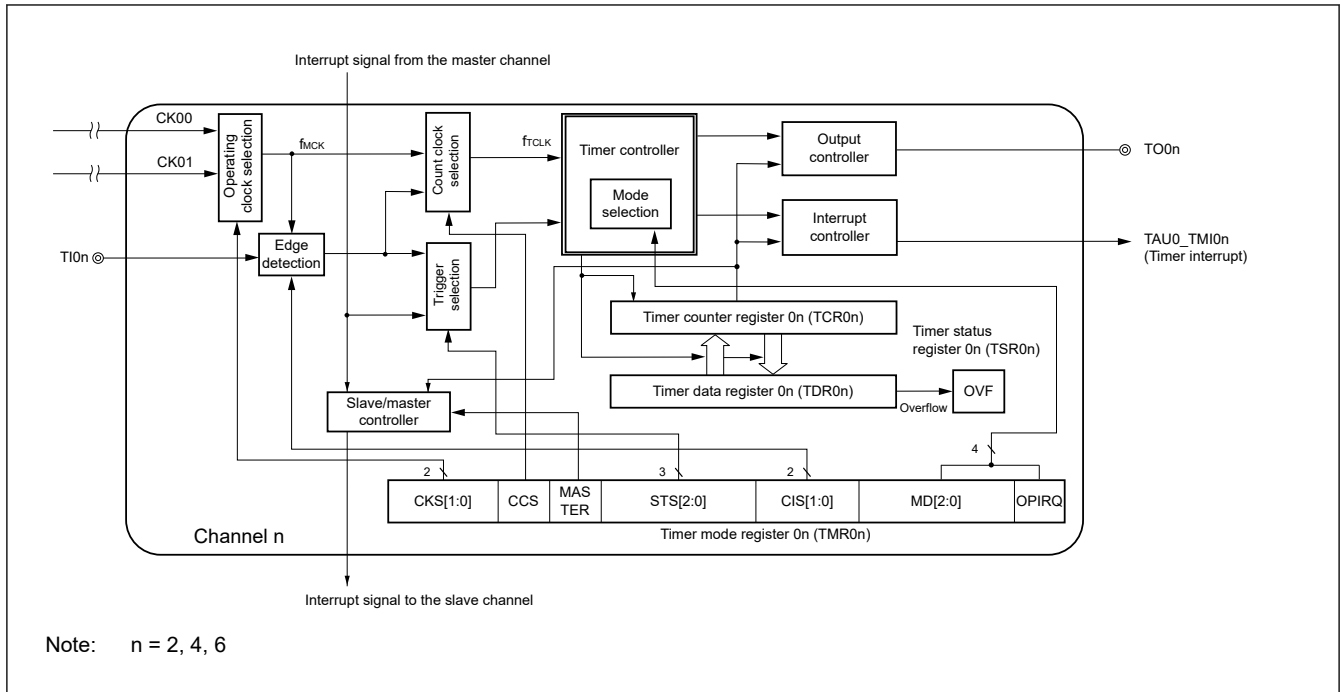 Interrupt signal from the master channel
CK00
CK01
Operating
clock selection
fMCK
Count clock
selection
fTCLK
Timer controller
Mode
selection
Output
controller
TO0n
Interrupt
controller
TAU0_TMI0n
(Timer interrupt)
TI0n
Edge
detection
Trigger
selection
Timer counter register 0n (TCR0n)
Timer status
register 0n (TSR0n)
Timer data register 0n (TDR0n)
Overflow
OVF
Slave/master
controller
2
3
2
4
CKS[1:0]
CCS
MAS
TER
STS[2:0]
CIS[1:0]
MD[2:0]
OPIRQ
Timer mode register 0n (TMR0n)
Channel n
Interrupt signal to the slave channel
Note: n = 2, 4, 6